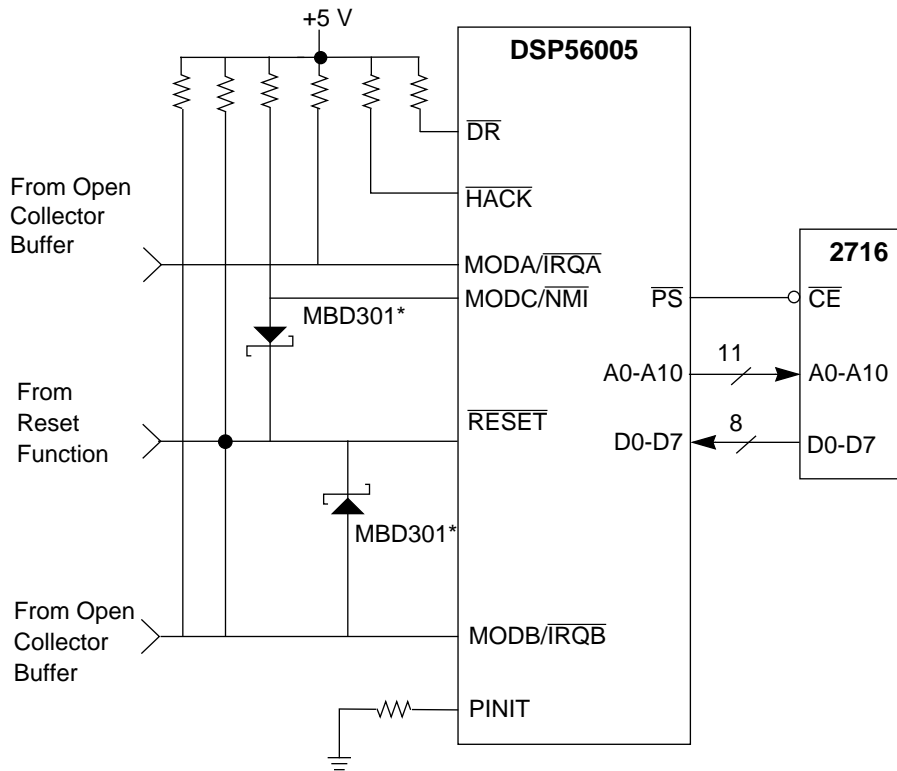 +5 V
DSP56005
DR
HACK
From Open
Collector
Buffer
MODA/IRQA
MODC/NMI
MBD301*
PS
2716
CE
11
A0-A10
A0-A10
From
Reset
Function
RESET
8
D0-D7
D0-D7
MBD301*
From Open
Collector
Buffer
MODB/IRQB
PINIT